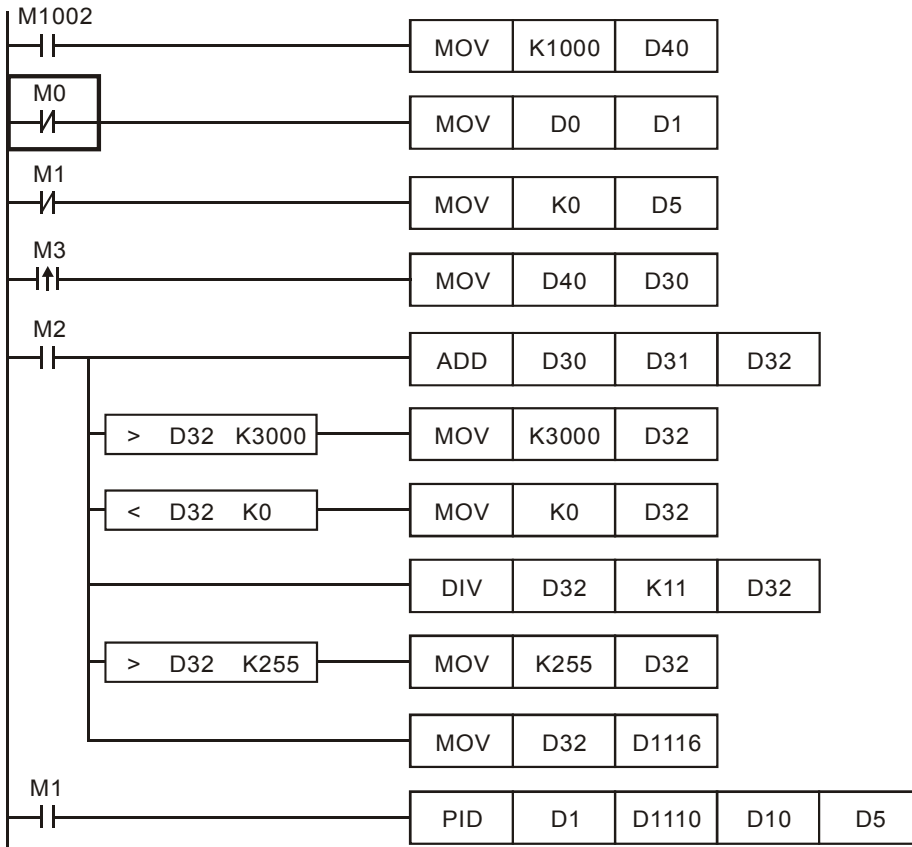 M1002
MOV K1000 D40
M0
MOV D0 D1
M1
MOV K0 D5
M3
MOV D40 D30
M2
ADD D30 D31 D32
> D32 K3000 MOV K3000 D32
< D32 K0 MOV K0 D32
DIV D32 K11 D32
> D32 K255 MOV K255 D32
MOV D32 D1116
M1
PID D1 D1110 D10 D5